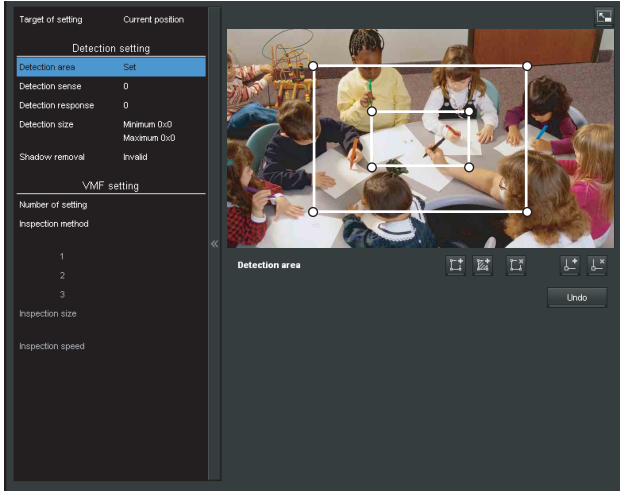 Target of setting Current position
Detection setting
Detection area Set
Detection sense 0
Detection response 0
Detection size Minimum 0x0
Maximum 0x0
Shadow removal Invalid
VMF setting
Number of setting
Inspection method
1
2
3
Inspection size
Inspection speed
«
Detection area
Undo